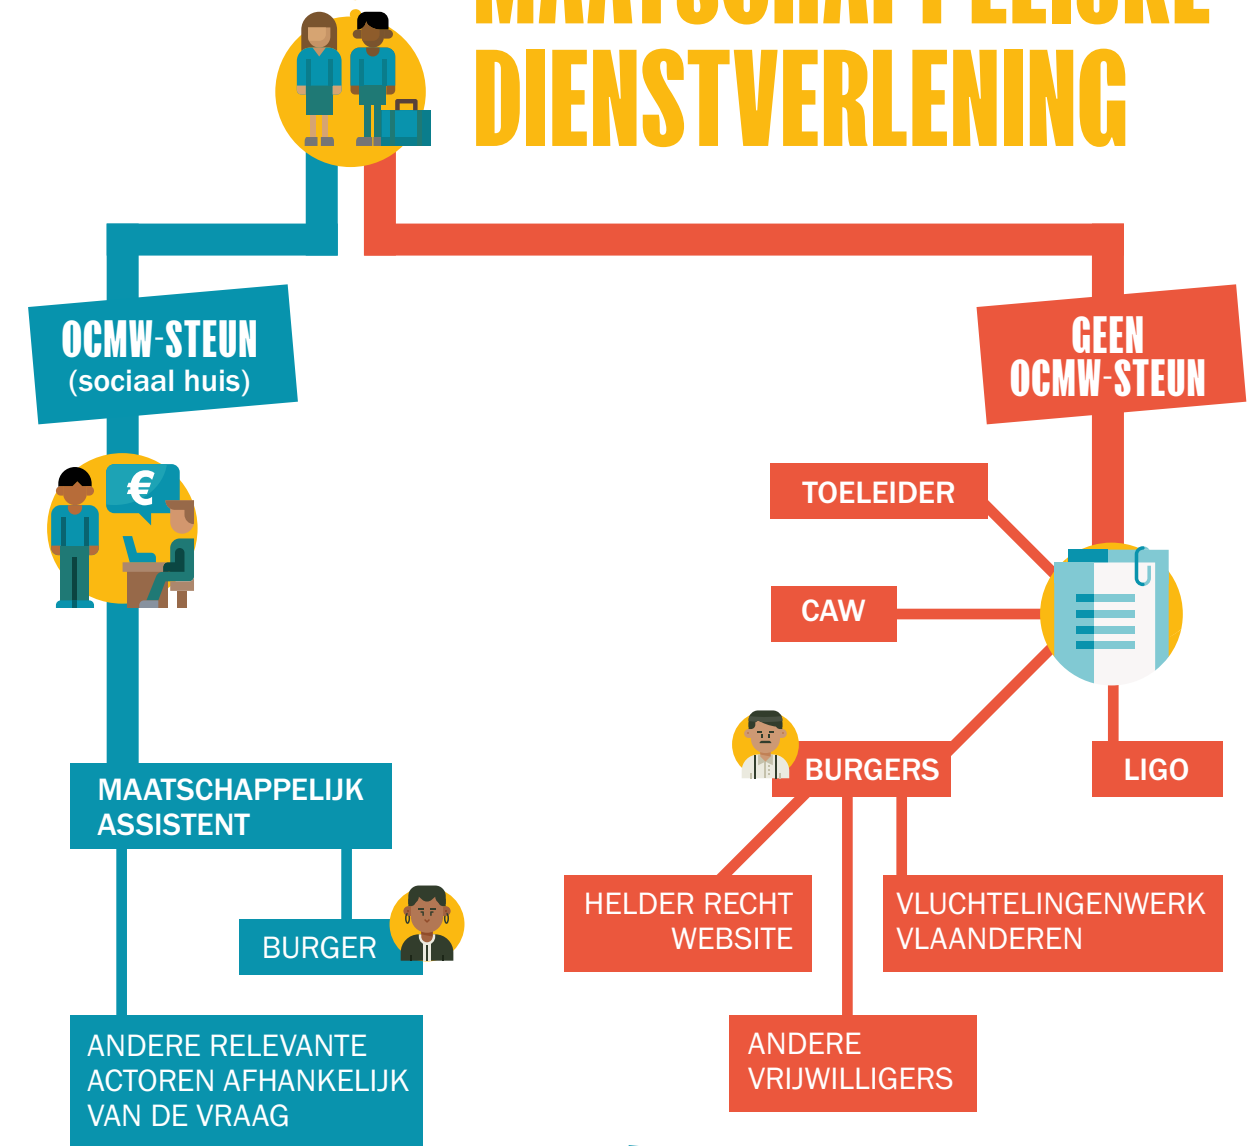 MAATSCHAPPELIJKE
DIENSTVERLENING
OCMW-STEUN
(sociaal huis)
GEEN
OCMW-STEUN
€
TOELEIDER
CAW
BURGERS
LIGO
MAATSCHAPPELIJK
ASSISTENT
HELDER RECHT
WEBSITE
VLUCHTELINGENWERK
VLAANDEREN
BURGER
ANDERE RELEVANTE
ACTOREN AFHANKELIJK
VAN DE VRAAG
ANDERE
VRIJWILLIGERS